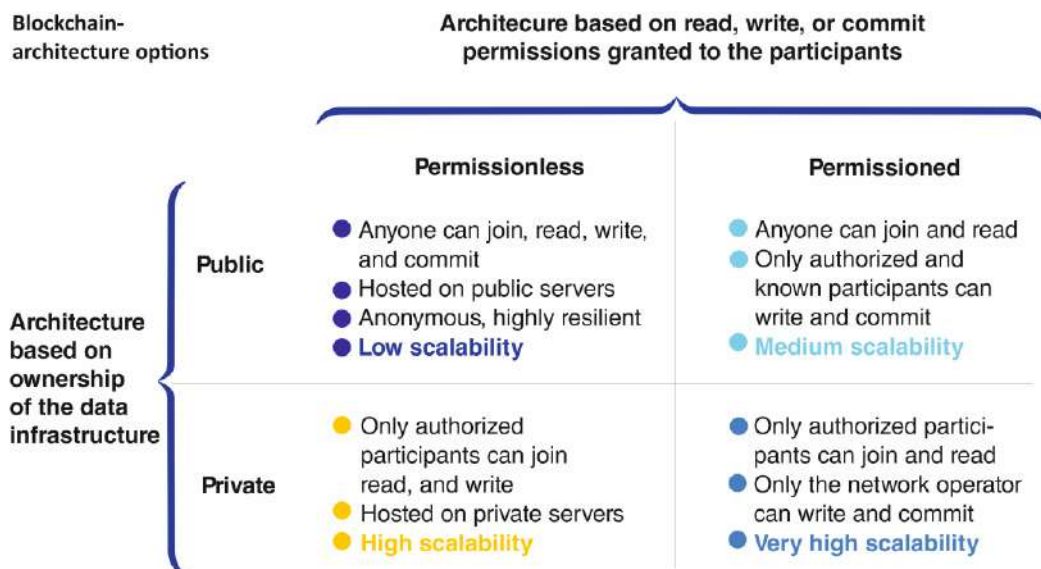 Blockchain-
architecture options
Architecure based on read, write, or commit
permissions granted to the participants
Permissionless
Permissioned
Architecture
based on
ownership
of the data
infrastructure
Public
Anyone can join, read, write,
and commit
Hosted on public servers
Anonymous, highly resilient
Low scalability
Anyone can join and read
Only authorized and
known participants can
write and commit
Medium scalability
Private
Only authorized
participants can join
read, and write
Hosted on private servers
High scalability
Only authorized partici-
pants can join and read
Only the network operator
can write and commit
Very high scalability